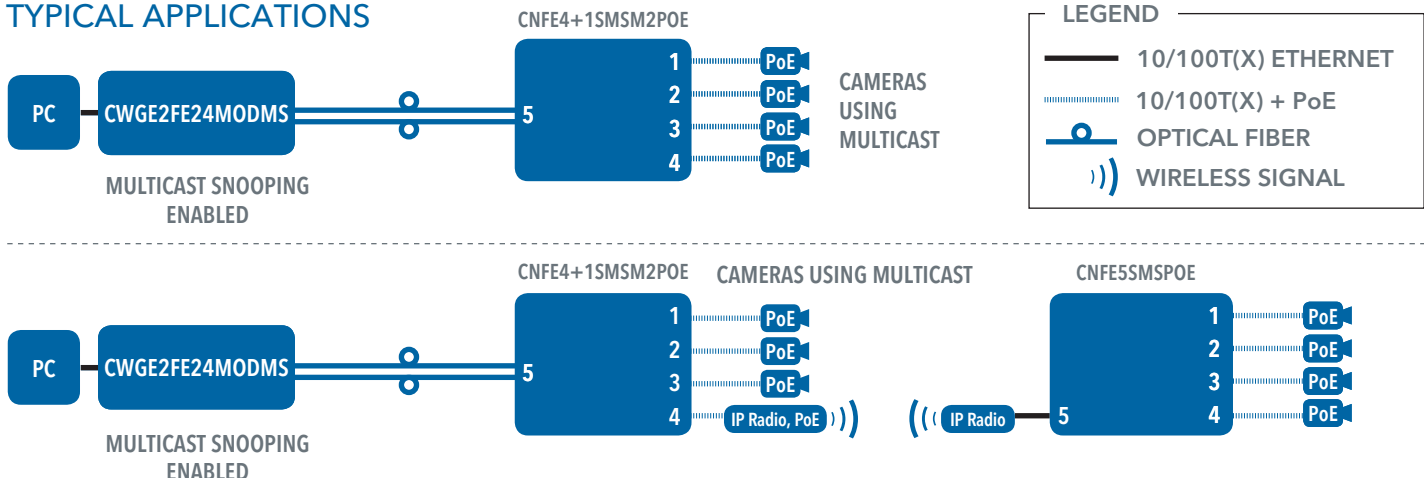 TYPICAL APPLICATIONS
CNFE4+1SMSM2POE
PC
CWGE2FE24MODMS
MULTICAST SNOOPING
ENABLED
5
1
PoE
2
PoE
3
PoE
4
PoE
CAMERAS
USING
MULTICAST
LEGEND
10/100T(X) ETHERNET
10/100T(X) + PoE
OPTICAL FIBER
WIRELESS SIGNAL
CNFE4+1SMSM2POE
CAMERAS USING MULTICAST
CNFE5SMSPOE
PC
CWGE2FE24MODMS
MULTICAST SNOOPING
ENABLED
5
1
PoE
2
PoE
3
PoE
4
IP Radio, PoE
IP Radio
5
1
PoE
2
PoE
3
PoE
4
PoE